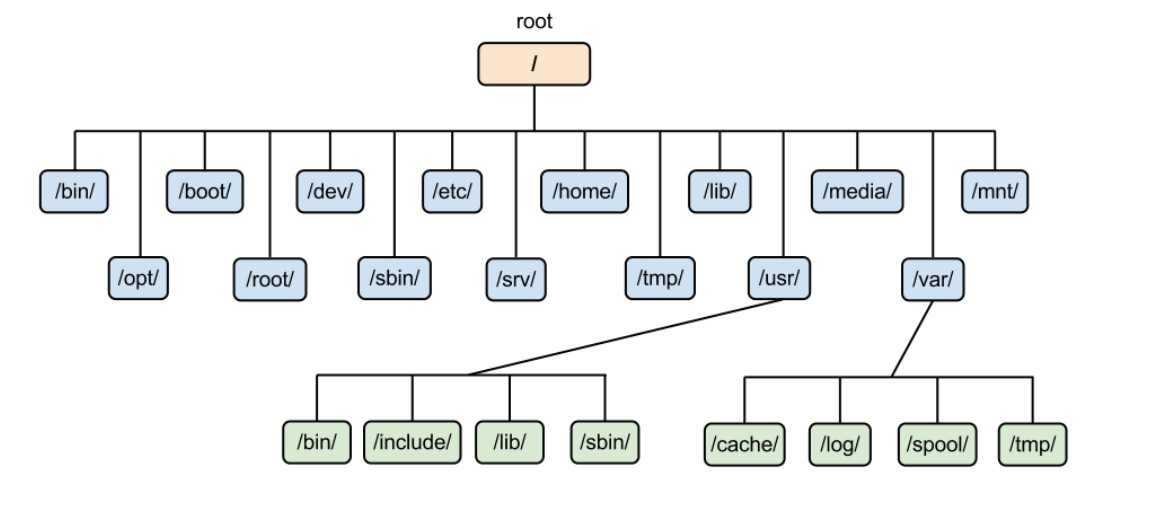 root
/
/bin/
/boot/
/dev/
/etc/
/home/
/lib/
/media/
/mnt/
/opt/
/root/
/sbin/
/srv/
/tmp/
/usr/
/var/
/bin/
/include/
/lib/
/sbin/
/cache/
/log/
/spool/
/tmp/